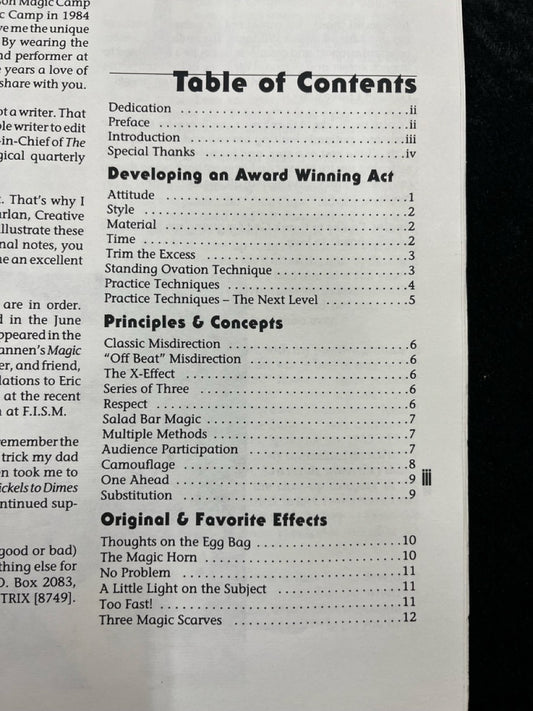 son Magic Camp
c Camp in 1984
ve me the unique
By wearing the
nd performer at
years a love of
share with you.
ot a writer. That
ble writer to edit
-in-Chief of The
gical quarterly
. That's why I
arlan, Creative
illustrate these
nal notes, you
ne an excellent
are in order.
d in the June
ppeared in the
annen's Magic
er, and friend,
lations to Eric
at the recent
n at F.I.S.M.
remember the
trick my dad
en took me to
ickels to Dimes
ntinued sup-
good or bad)
thing else for
O. Box 2083,
TRIX [8749].
Table of Contents
Dedication ........ii
Preface ........ii
Introduction ........iii
Special Thanks ........iv
Developing an Award Winning Act
Attitude ........1
Style ........2
Material ........2
Time ........2
Trim the Excess ........3
Standing Ovation Technique ........3
Practice Techniques ........4
Practice Techniques – The Next Level ........5
Principles & Concepts
Classic Misdirection ........6
"Off Beat" Misdirection ........6
The X-Effect ........6
Series of Three ........6
Respect ........6
Salad Bar Magic ........7
Multiple Methods ........7
Audience Participation ........7
Camouflage ........8
One Ahead ........9
Substitution ........9
iii
Original & Favorite Effects
Thoughts on the Egg Bag ........10
The Magic Horn ........10
No Problem ........11
A Little Light on the Subject ........11
Too Fast! ........11
Three Magic Scarves ........12